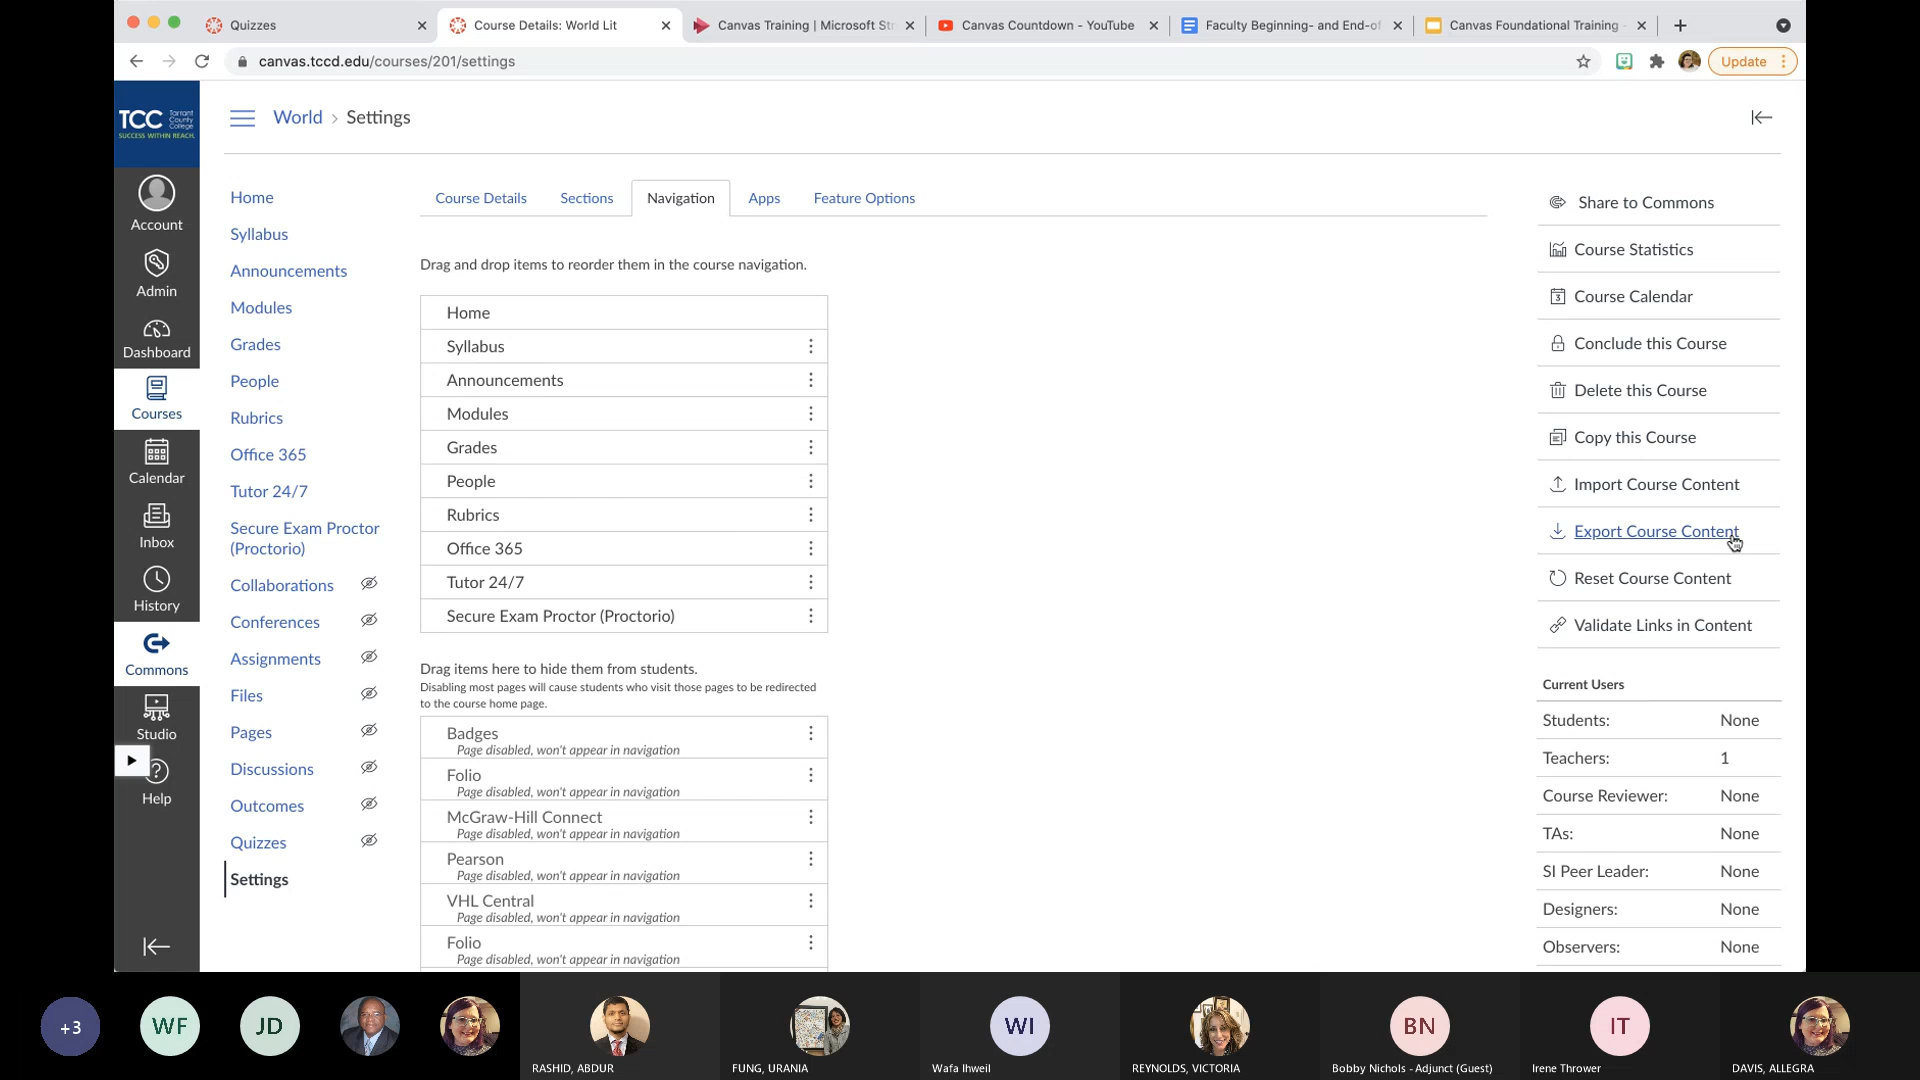 Quizzes
Course Details: World Lit
Canvas Training | Microsoft St
Canvas Countdown - YouTube
Faculty Beginning- and End-of
Canvas Foundational Training -
canvas.tccd.edu/courses/201/settings
Update
TCC Tarrant County College
SUCCESS WITHIN REACH.
World > Settings
Account
Admin
Dashboard
Courses
Calendar
Inbox
History
Commons
Studio
Help
Home
Syllabus
Announcements
Modules
Grades
People
Rubrics
Office 365
Tutor 24/7
Secure Exam Proctor
(Proctorio)
Collaborations
Conferences
Assignments
Files
Pages
Discussions
Outcomes
Quizzes
Settings
Course Details
Sections
Navigation
Apps
Feature Options
Drag and drop items to reorder them in the course navigation.
Home
Syllabus
Announcements
Modules
Grades
People
Rubrics
Office 365
Tutor 24/7
Secure Exam Proctor (Proctorio)
Drag items here to hide them from students.
Disabling most pages will cause students who visit those pages to be redirected
to the course home page.
Badges
Page disabled, won't appear in navigation
Folio
Page disabled, won't appear in navigation
McGraw-Hill Connect
Page disabled, won't appear in navigation
Pearson
Page disabled, won't appear in navigation
VHL Central
Page disabled, won't appear in navigation
Folio
Page disabled, won't appear in navigation
Share to Commons
Course Statistics
Course Calendar
Conclude this Course
Delete this Course
Copy this Course
Import Course Content
Export Course Content
Reset Course Content
Validate Links in Content
Current Users
Students: None
Teachers: 1
Course Reviewer: None
TAs: None
SI Peer Leader: None
Designers: None
Observers: None
+3
WF
JD
RASHID, ABDUR
FUNG, URANIA
WI
Wafa Ihweil
REYNOLDS, VICTORIA
BN
Bobby Nichols - Adjunct (Guest)
IT
Irene Thrower
DAVIS, ALLEGRA